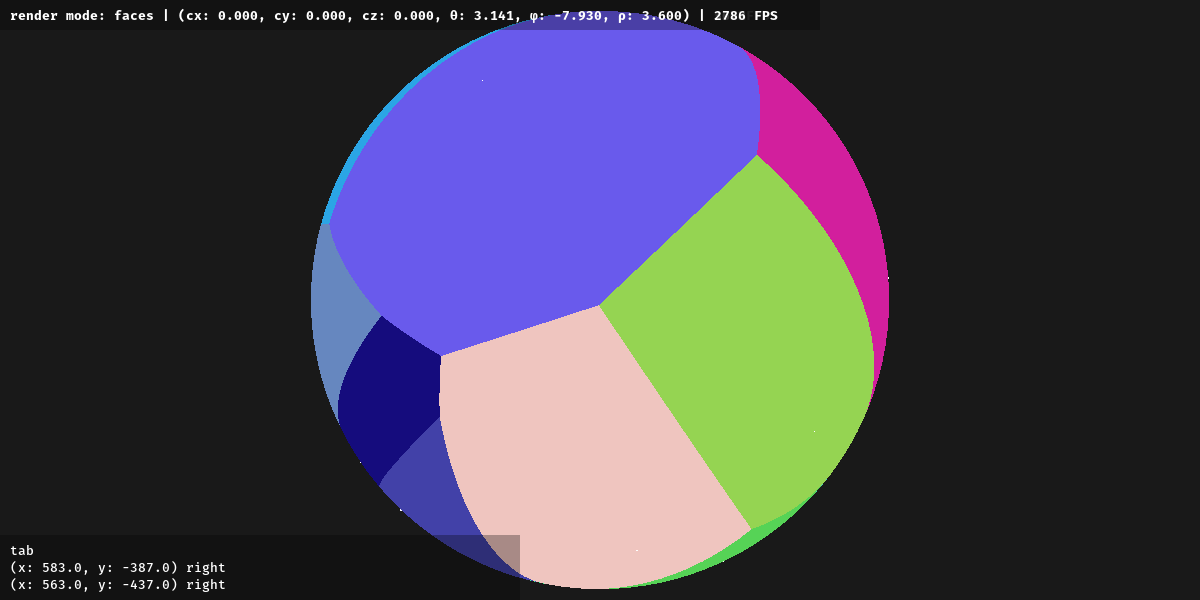 render mode: faces | (cx: 0.000, cy: 0.000, cz: 0.000, θ: 3.141, φ: -7.930, ρ: 3.600) | 2786 FPS
tab
(x: 583.0, y: -387.0) right
(x: 563.0, y: -437.0) right